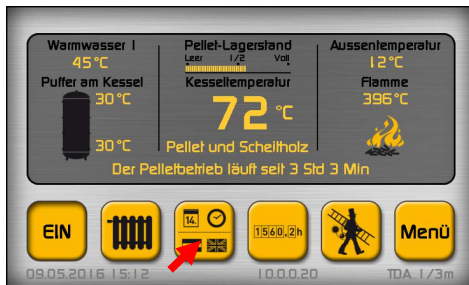 Warmwasser 1
45°C
Pellet-Lagerstand
Leer 1/2 Voll
Aussentemperatur
12°C
Puffer am Kessel
30°C
30°C
Kesseltemperatur
72 °C
Pellet und Scheitholz
Flamme
396°C
Der Pelletbetrieb läuft seit 3 Std 3 Min
EIN
14.
1560,2h
Menü
09.05.2016 15:12
10.0.0.20
TDA_1/3m